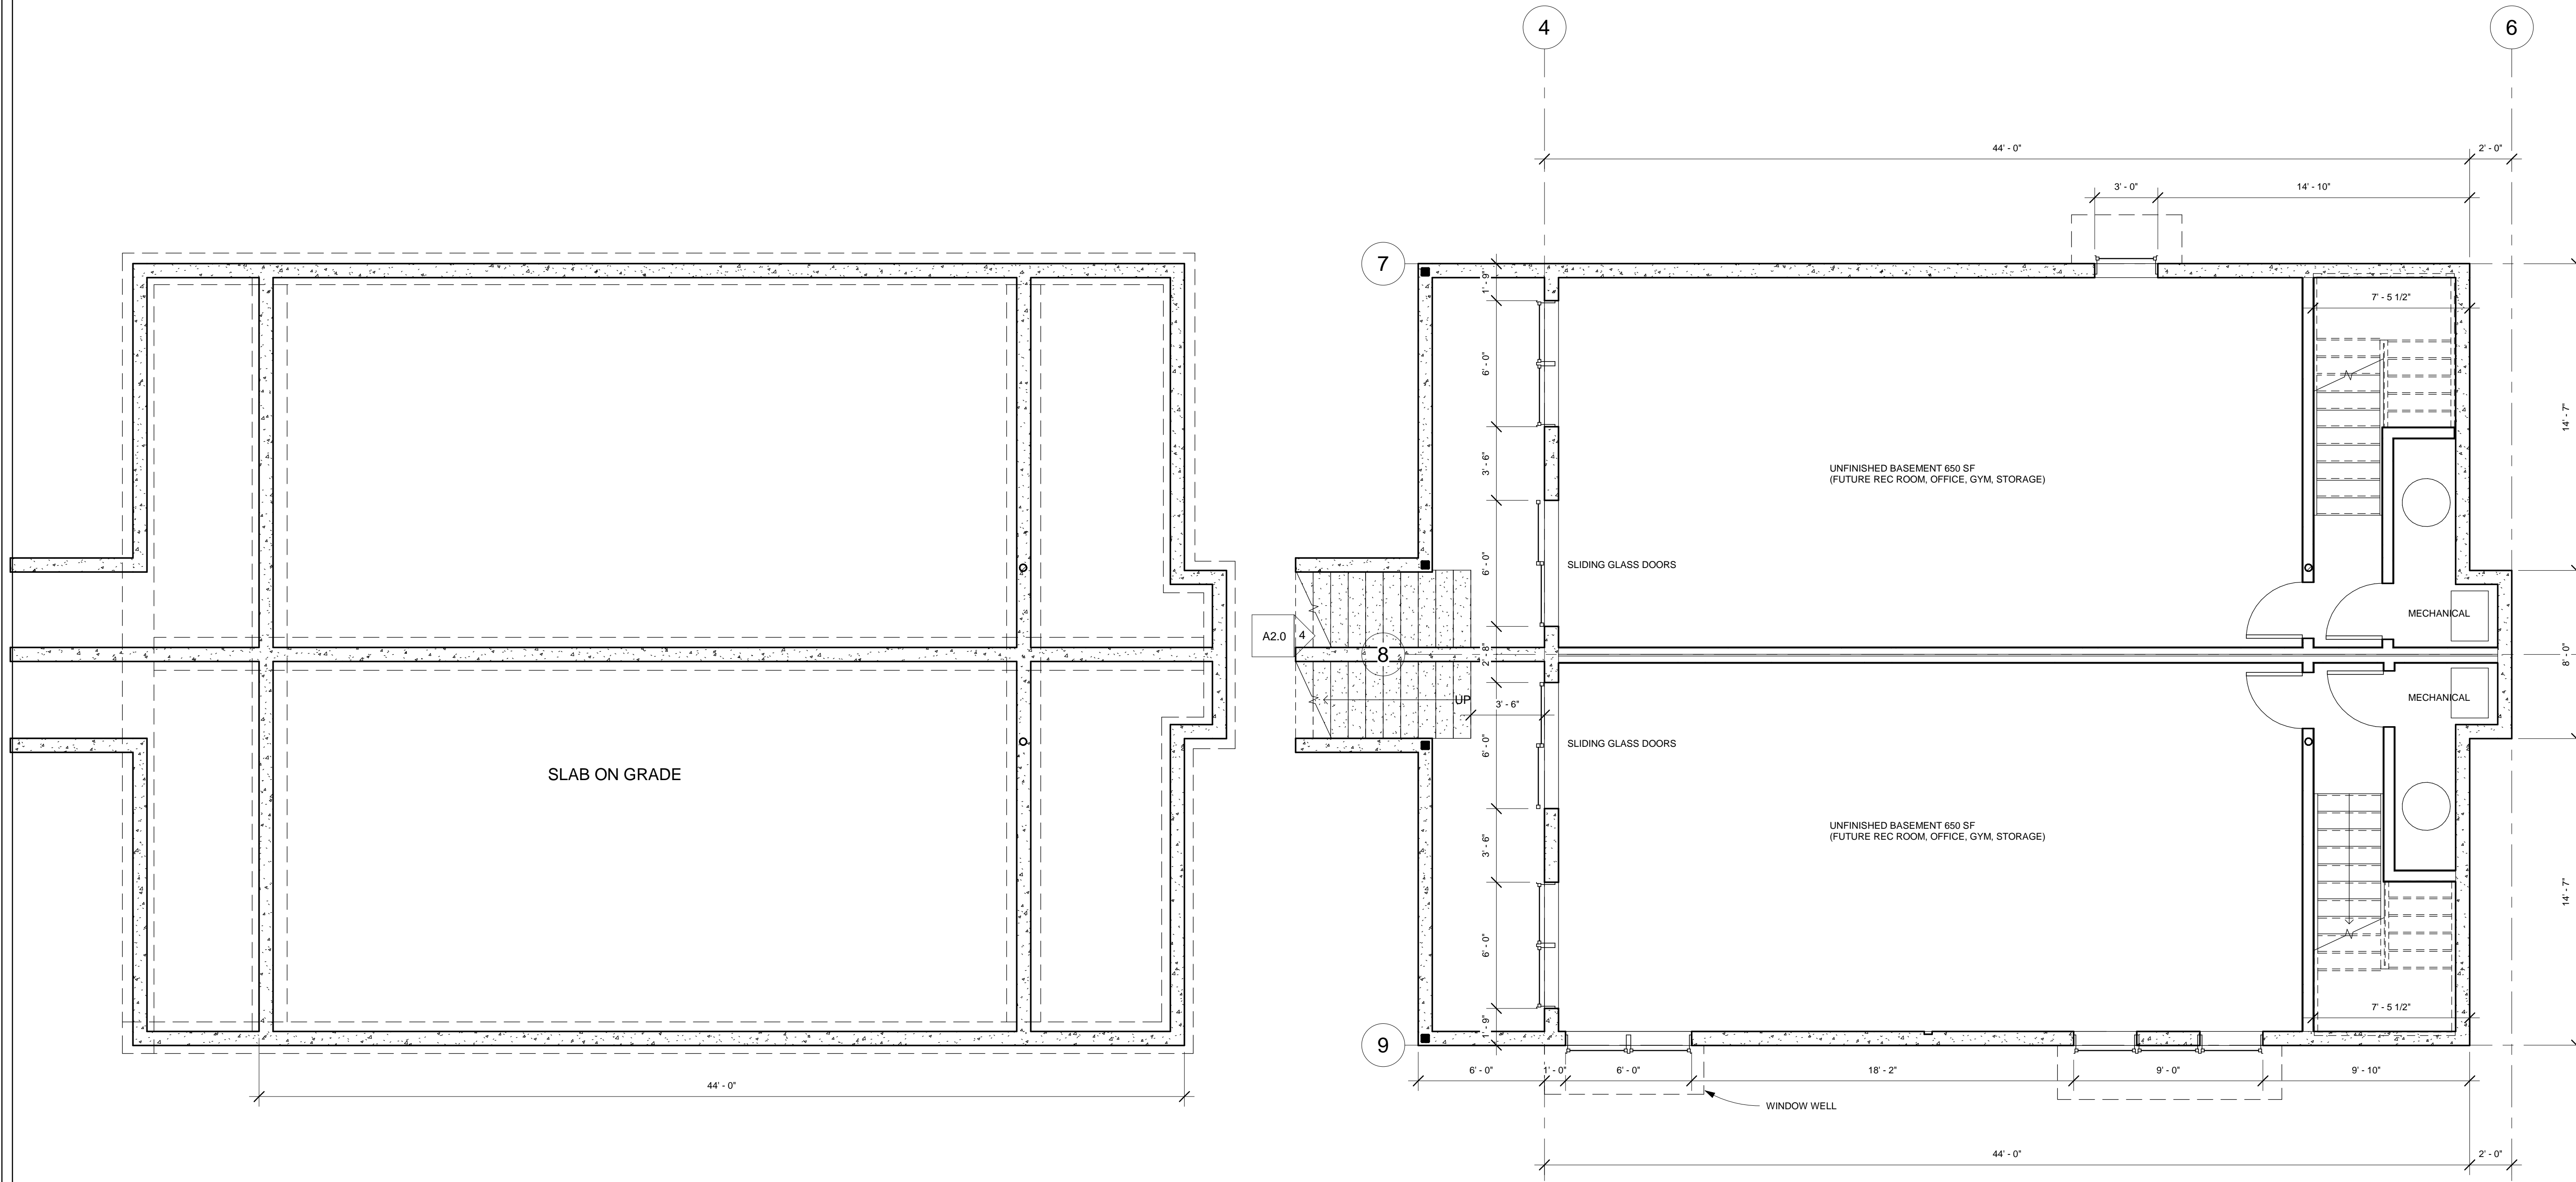 4
6
44' - 0"
2' - 0"
3' - 0"
14' - 10"
7
1' - 9"
7' - 5 1/2"
6' - 0"
14' - 7"
3' - 6"
UNFINISHED BASEMENT 650 SF
(FUTURE REC ROOM, OFFICE, GYM, STORAGE)
6' - 0"
SLIDING GLASS DOORS
MECHANICAL
A2.0
4
8
2' - 8"
8' - 0"
UP
3' - 6"
MECHANICAL
6' - 0"
SLIDING GLASS DOORS
SLAB ON GRADE
3' - 6"
UNFINISHED BASEMENT 650 SF
(FUTURE REC ROOM, OFFICE, GYM, STORAGE)
14' - 7"
6' - 0"
7' - 5 1/2"
1' - 9"
9
6' - 0"
1' - 0"
6' - 0"
18' - 2"
9' - 0"
9' - 10"
44' - 0"
WINDOW WELL
44' - 0"
2' - 0"